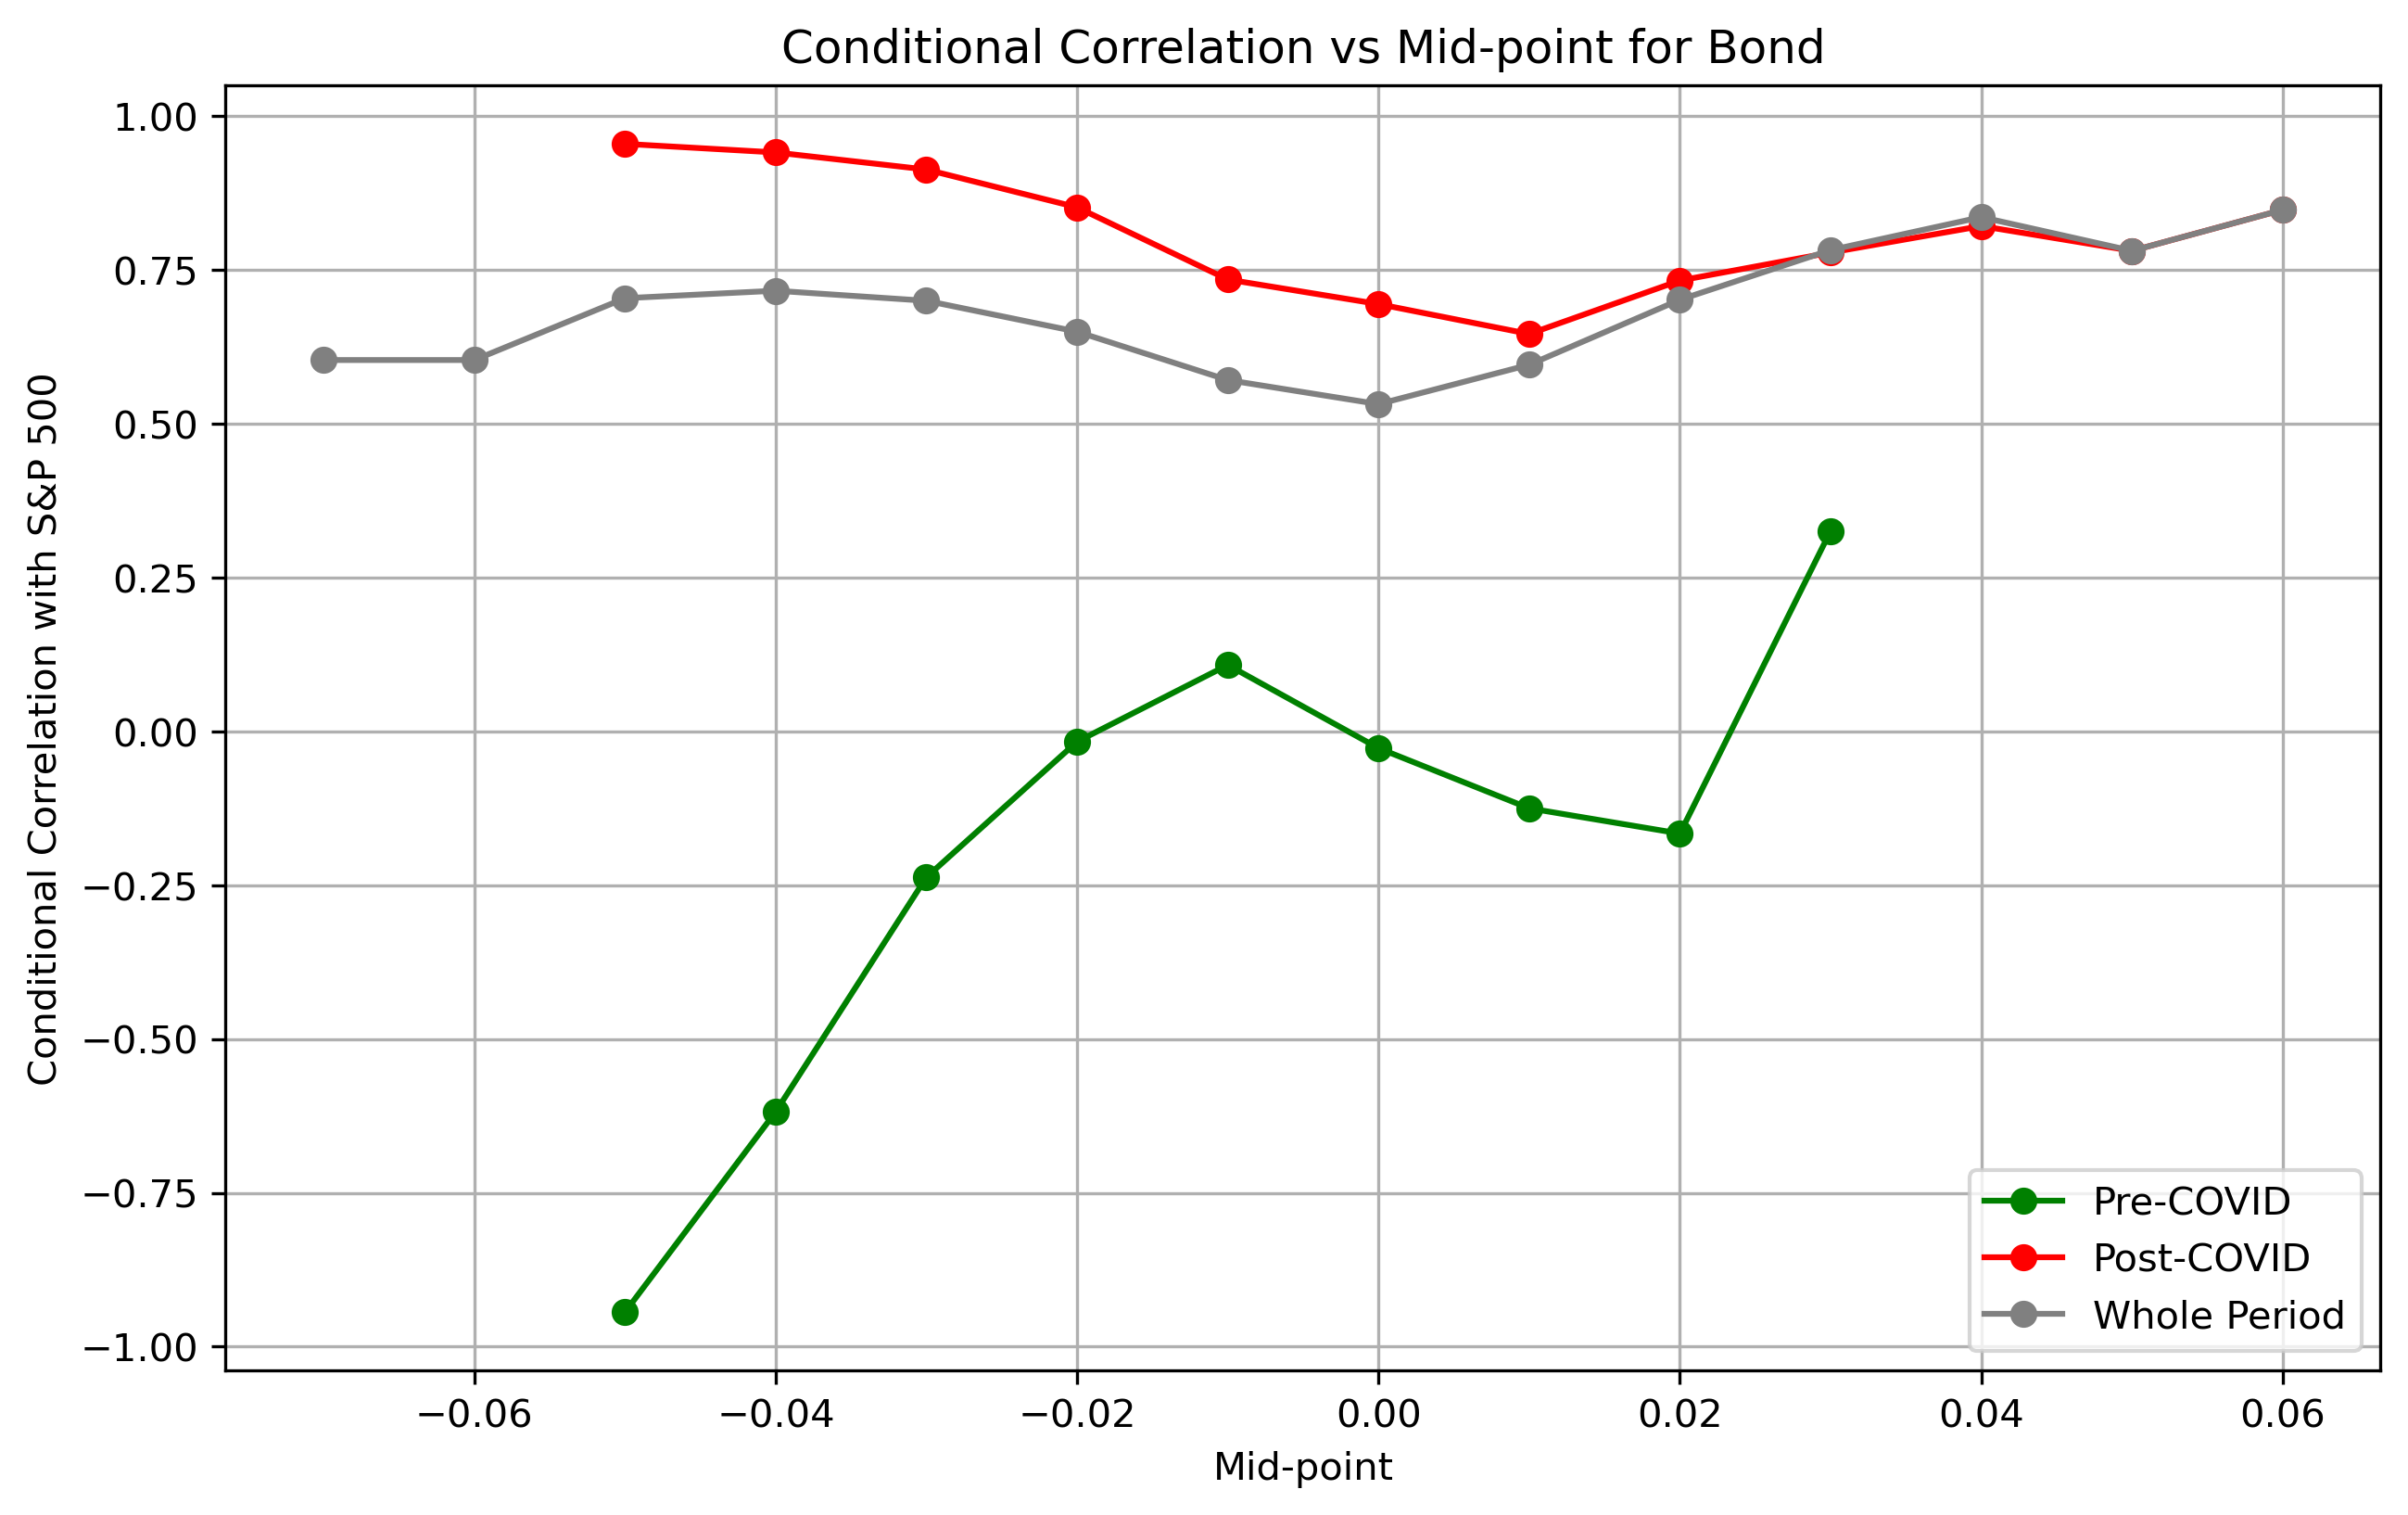 Conditional Correlation vs Mid-point for Bond
Conditional Correlation with S&P 500
1.00
0.75
0.50
0.25
0.00
−0.25
−0.50
−0.75
−1.00
−0.06
−0.04
−0.02
0.00
0.02
0.04
0.06
Mid-point
Pre-COVID
Post-COVID
Whole Period